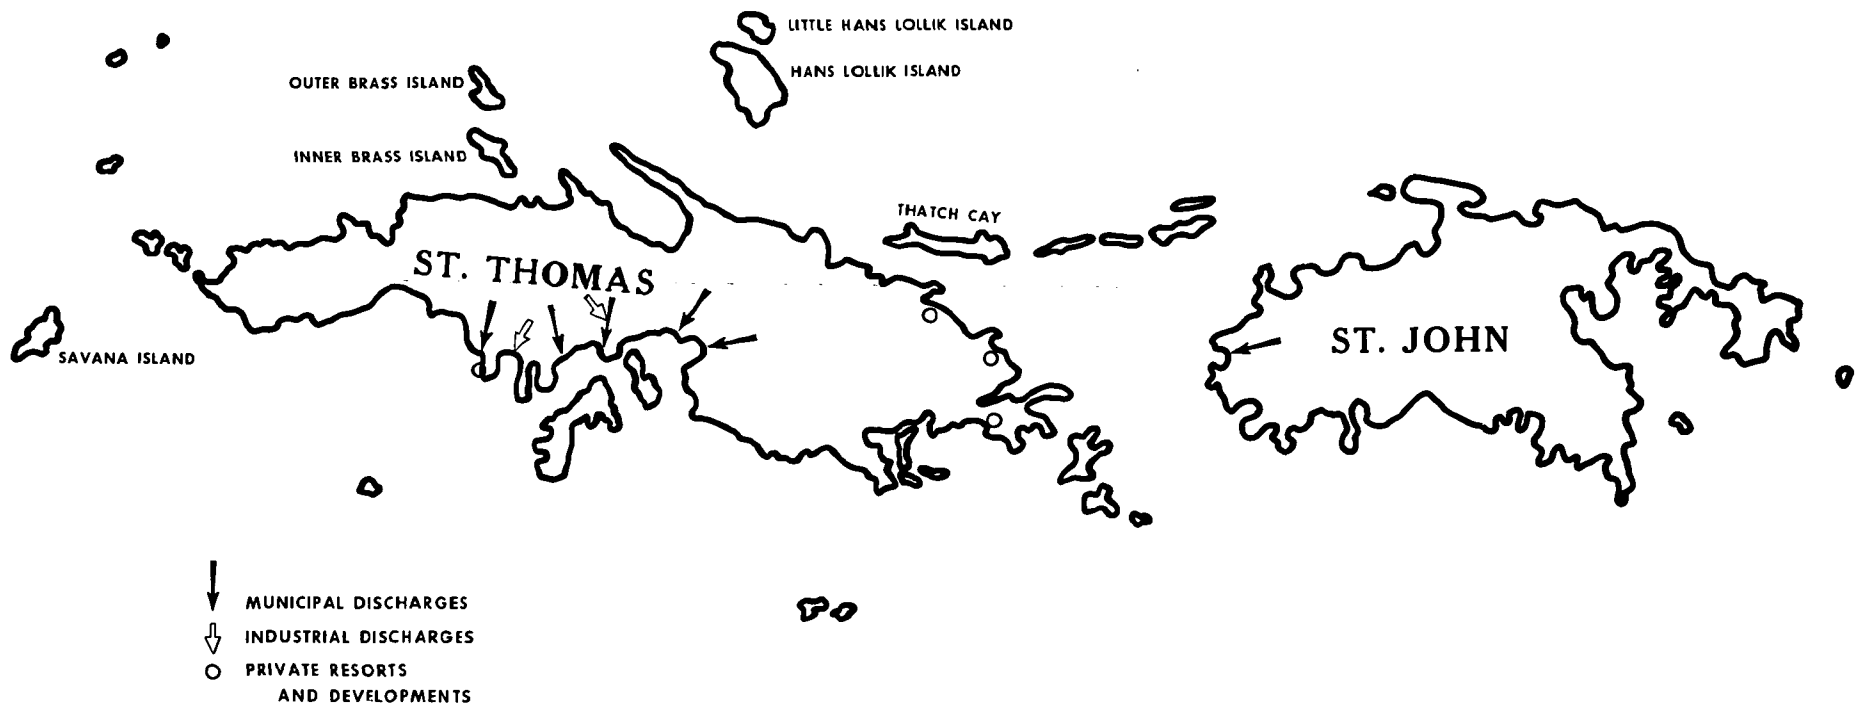 LITTLE HANS LOLLIK ISLAND
HANS LOLLIK ISLAND
OUTER BRASS ISLAND
INNER BRASS ISLAND
THATCH CAY
ST. THOMAS
ST. JOHN
SAVANA ISLAND
MUNICIPAL DISCHARGES
INDUSTRIAL DISCHARGES
PRIVATE RESORTS
AND DEVELOPMENTS